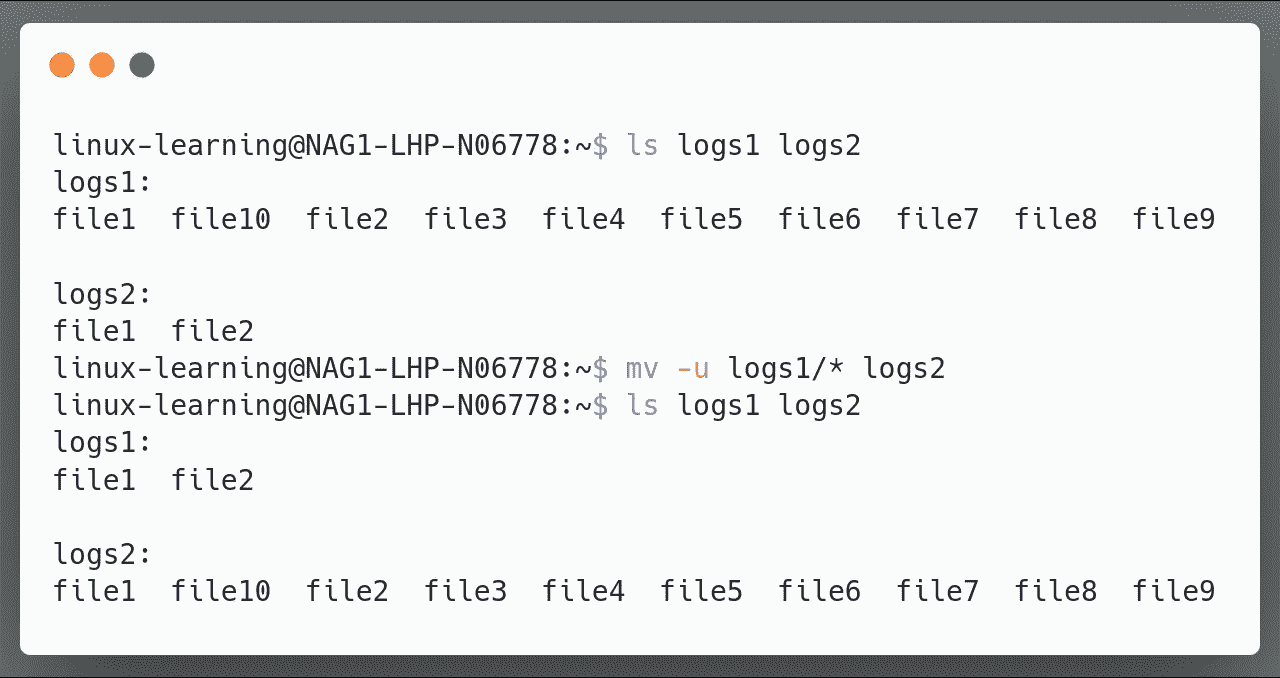 linux-learning@NAG1-LHP-N06778:~$ ls logs1 logs2
logs1:
file1  file10  file2  file3  file4  file5  file6  file7  file8  file9
logs2:
file1  file2
linux-learning@NAG1-LHP-N06778:~$ mv -u logs1/* logs2
linux-learning@NAG1-LHP-N06778:~$ ls logs1 logs2
logs1:
file1  file2
logs2:
file1  file10  file2  file3  file4  file5  file6  file7  file8  file9